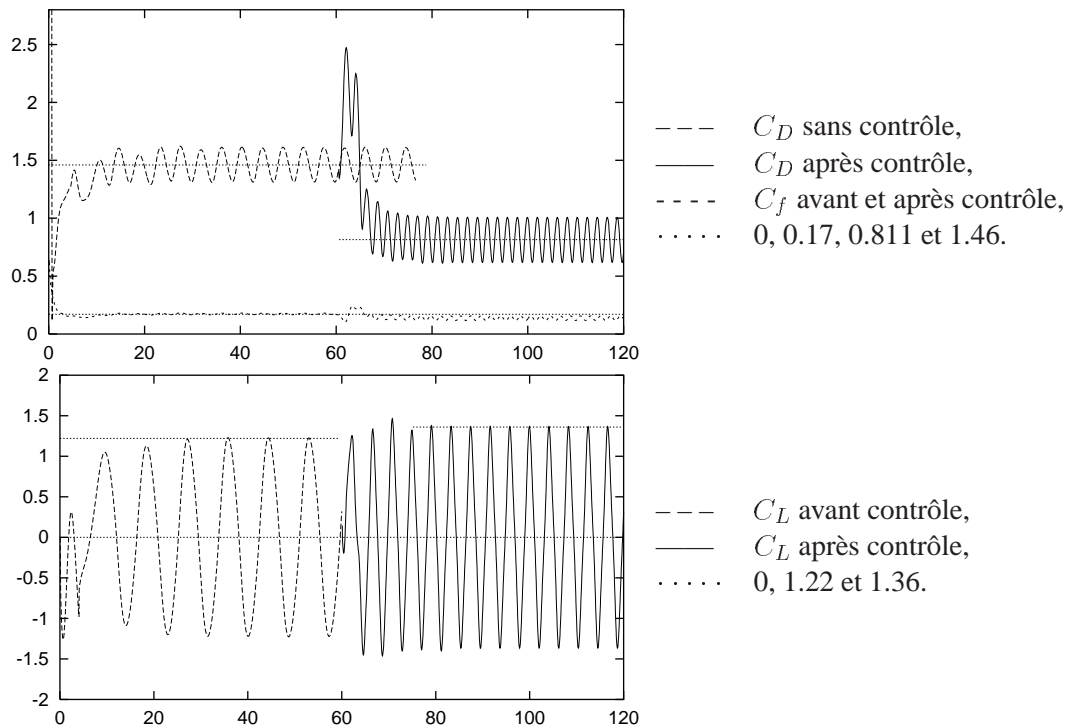 2.5
2
1.5
1
0.5
0
0 20 40 60 80 100 120
C_D sans contrôle,
C_D après contrôle,
C_f avant et après contrôle,
0, 0.17, 0.811 et 1.46.
2
1.5
1
0.5
0
-0.5
-1
-1.5
-2
0 20 40 60 80 100 120
C_L avant contrôle,
C_L après contrôle,
0, 1.22 et 1.36.